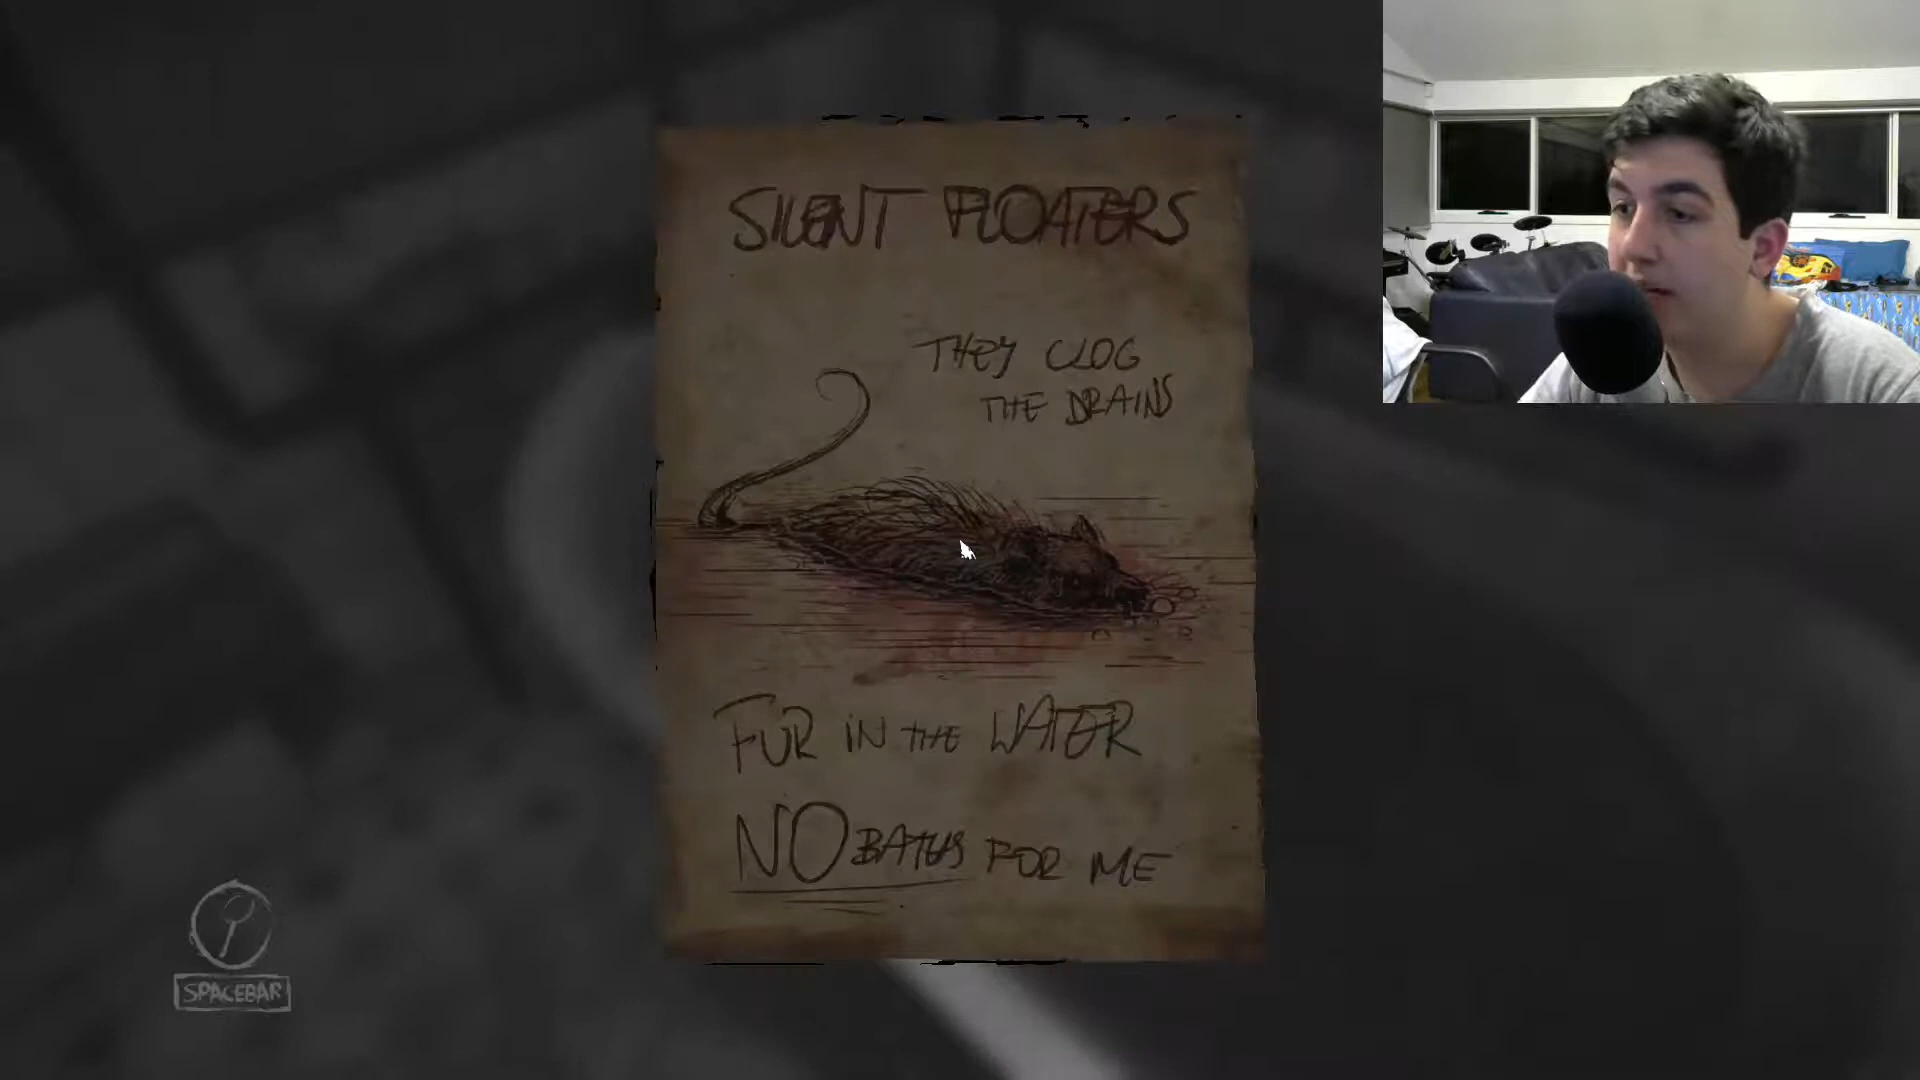 SILENT FLOATERS
THEY CLOG
THE DRAINS
FUR IN THE WATER
NO BATHS FOR ME
SPACEBAR